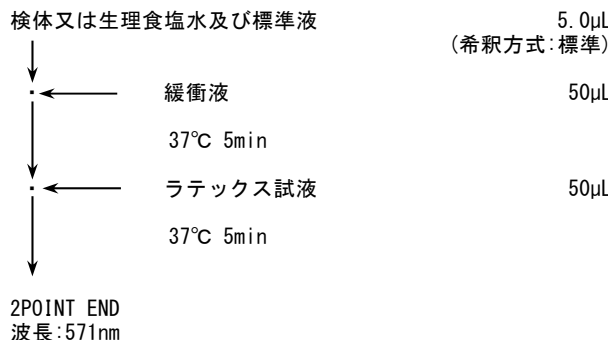 検体又は生理食塩水及び標準液 5.0μL
(希釈方式:標準)
緩衝液 50μL
37℃ 5min
ラテックス試液 50μL
37℃ 5min
2POINT END
波長:571nm